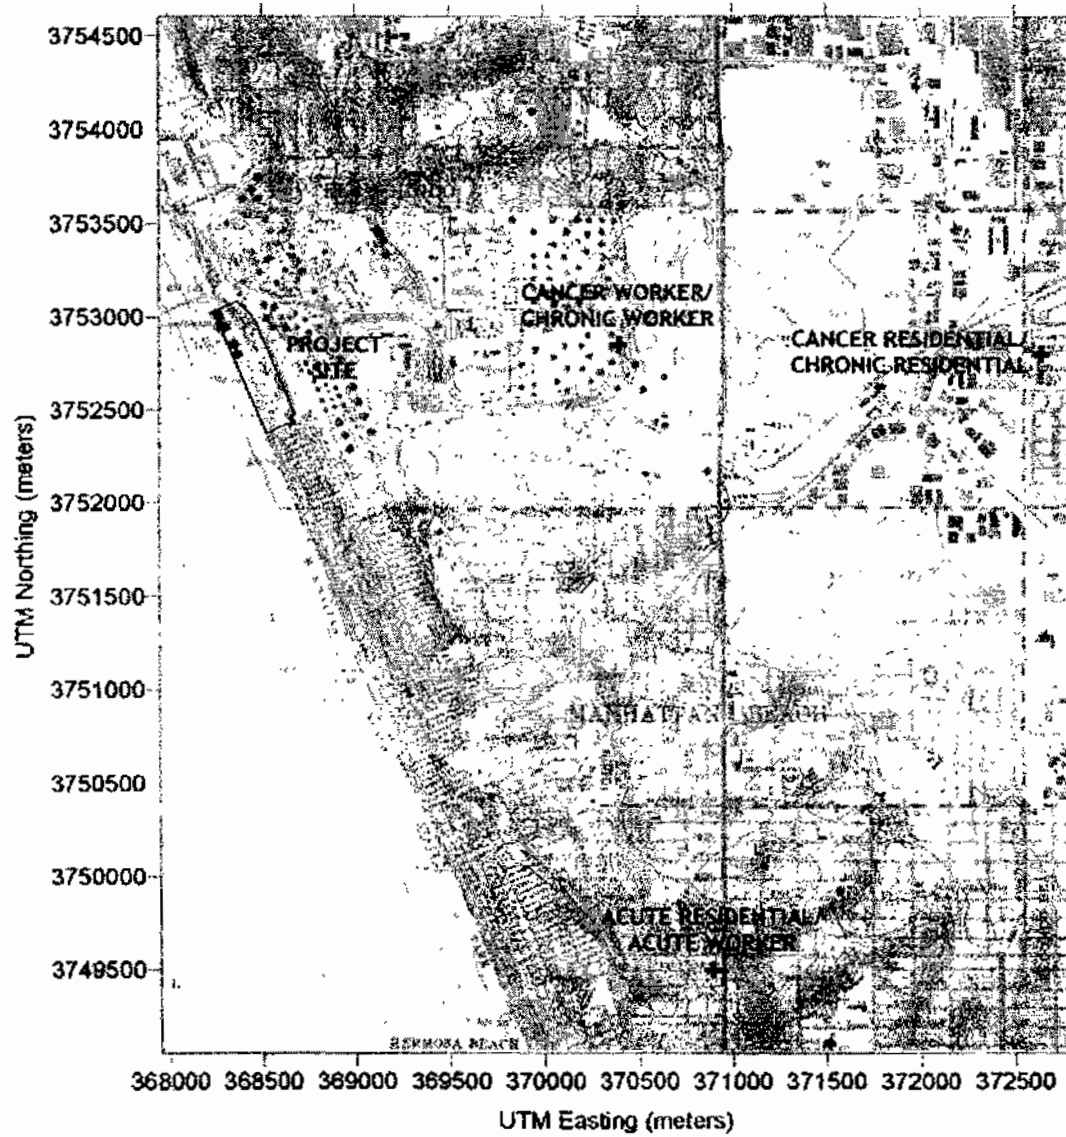 3754500
3754000
3753500
3753000
3752500
3752000
3751500
3751000
3750500
3750000
3749500
UTM Northing (meters)
CANCER WORKER/
CHRONIC WORKER
PROJECT
SITE
CANCER RESIDENTIAL/
CHRONIC RESIDENTIAL
MANHATTAN BEACH
ACUTE RESIDENTIAL/
ACUTE WORKER
HERMOSA BEACH
368000 368500 369000 369500 370000 370500 371000 371500 372000 372500
UTM Easting (meters)